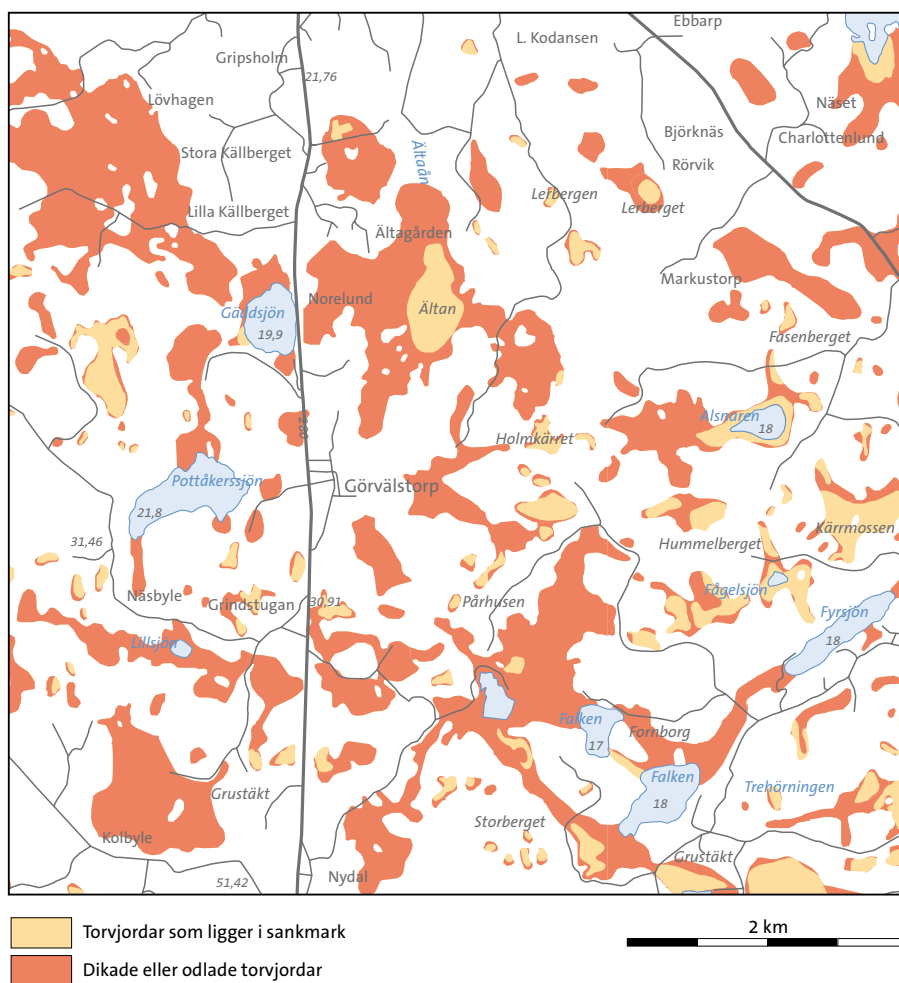 Ebbarp
L. Kodansen
Gripsholm
21,76
Lövhagen
Näset
Björknäs
Charlottenlund
Stora Källberget
Ältaån
Rörvik
Lerbergen
Lerberget
Lilla Källberget
Ältagården
Markustorp
Norelund
Gäddsjön
Ältan
19,9
Fasenberget
Alsnaren
18
2,80
Holmkärret
Pottåkerssjön
Görvälstorp
21,8
Kärrmossen
31,46
Hummelberget
Näsbyle
Fågelsjön
Grindstugan
30,91
Pårhusen
Fyrsjön
18
Lillsjön
Falken
Fornborg
17
Falken
18
Trehörningen
Grustäkt
Storberget
Kolbyle
Grustäkt
Nydal
51,42
Torvjordar som ligger i sankmark
2 km
Dikade eller odlade torvjordar